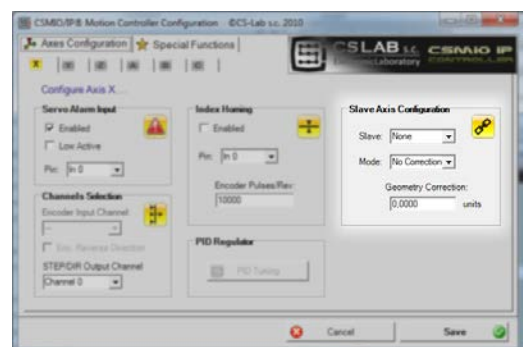 CSMIO/IP® Motion Controller Configuration ©CS-Lab s.c. 2010
Axes Configuration
Special Functions
CSLAB s.c.
Laboratory
CSMIO IP
CONTROLLER
X
Configure Axis X...
Servo Alarm Input
Enabled
Low Active
Pin: In 0
Channels Selection
Encoder Input Channel
--
Enc. Reverse Direction
STEP/DIR Output Channel
Channel 0
Index Homing
Enabled
Pin: In 0
Encoder Pulses/Rev:
10000
PID Regulator
PID Tuning
Slave Axis Configuration
Slave: None
Mode: No Correction
Geometry Correction:
0,0000 units
Cancel
Save